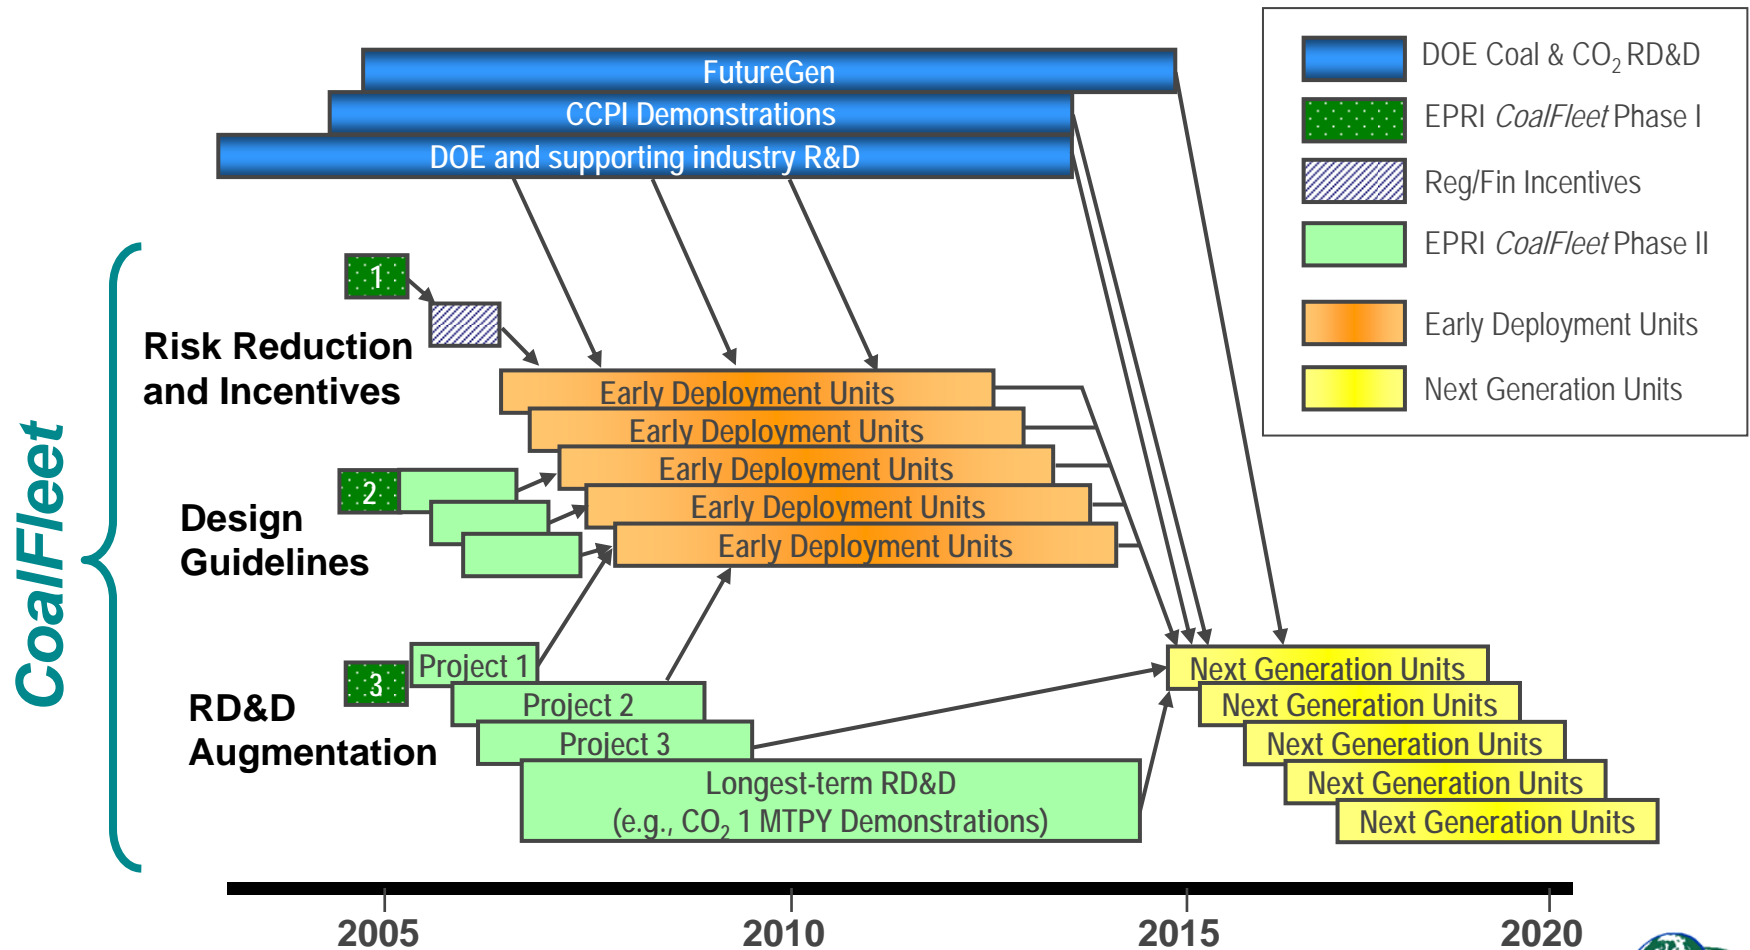 FutureGen
CCPI Demonstrations
DOE and supporting industry R&D
DOE Coal & CO2 RD&D
EPRI CoalFleet Phase I
Reg/Fin Incentives
EPRI CoalFleet Phase II
Early Deployment Units
Next Generation Units
CoalFleet
1
Risk Reduction
and Incentives
Early Deployment Units
Early Deployment Units
Early Deployment Units
Early Deployment Units
Early Deployment Units
2
Design
Guidelines
3
RD&D
Augmentation
Project 1
Project 2
Project 3
Longest-term RD&D
(e.g., CO2 1 MTPY Demonstrations)
Next Generation Units
Next Generation Units
Next Generation Units
Next Generation Units
Next Generation Units
2005
2010
2015
2020